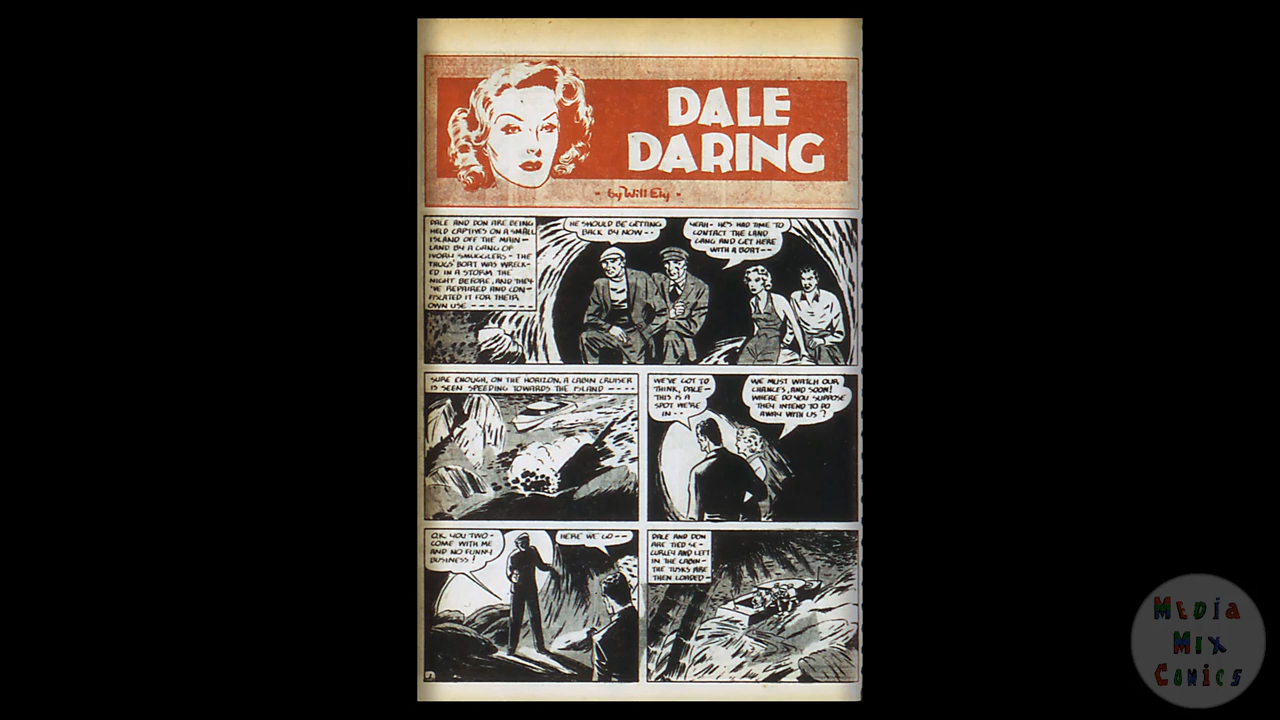 DALE
DARING
- by Will Ely -
DALE AND DON ARE BEING
HELD CAPTIVES ON A SMALL
ISLAND OFF THE MAIN-
LAND BY A GANG OF
IVORY SMUGGLERS - THE
THUGS' BOAT WAS WRECK-
ED IN A STORM THE
NIGHT BEFORE, AND THEY
'VE REPAIRED AND CON-
FISCATED IT FOR THEIR
OWN USE --------
HE SHOULD BE GETTING
BACK BY NOW--
YEAH- HE'S HAD TIME TO
CONTACT THE LAND
GANG AND GET HERE
WITH A BOAT--
SURE ENOUGH, ON THE HORIZON, A CABIN CRUISER
IS SEEN SPEEDING TOWARDS THE ISLAND ----
WE'VE GOT TO
THINK, DALE-
THIS IS A
SPOT WE'RE
IN--
WE MUST WATCH OUR
CHANCES, AND SOON!
WHERE DO YOU SUPPOSE
THEY INTEND TO DO
AWAY WITH US?
O.K. YOU TWO-
COME WITH ME
AND NO FUNNY
BUSINESS!
HERE WE GO--
DALE AND DON
ARE TIED SE-
CURLEY AND LEFT
IN THE CABIN-
THE TUSKS ARE
THEN LOADED-
MEDiA
MiX
COMiCS